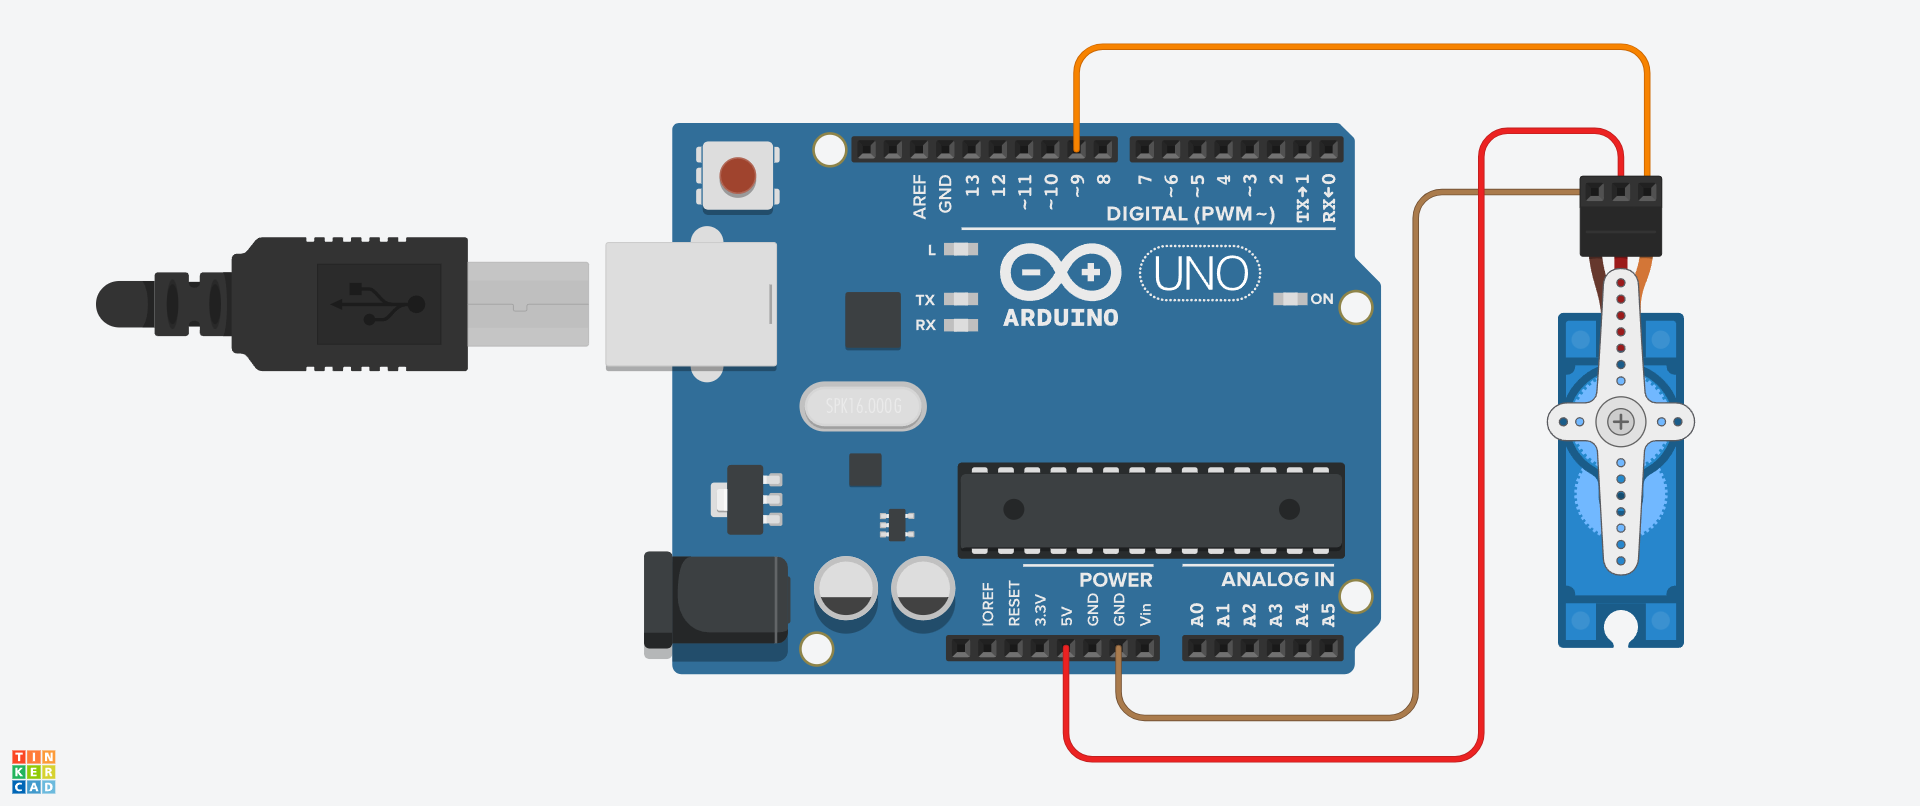 AREF
GND
13
12
~11
~10
~9
8
7
~6
~5
4
~3
2
TX→1
RX←0
DIGITAL (PWM~)
L
TX
RX
ARDUINO
UNO
ON
SPK16.000G
POWER
ANALOG IN
IOREF
RESET
3.3V
5V
GND
GND
Vin
A0
A1
A2
A3
A4
A5
TIN
KER
CAD